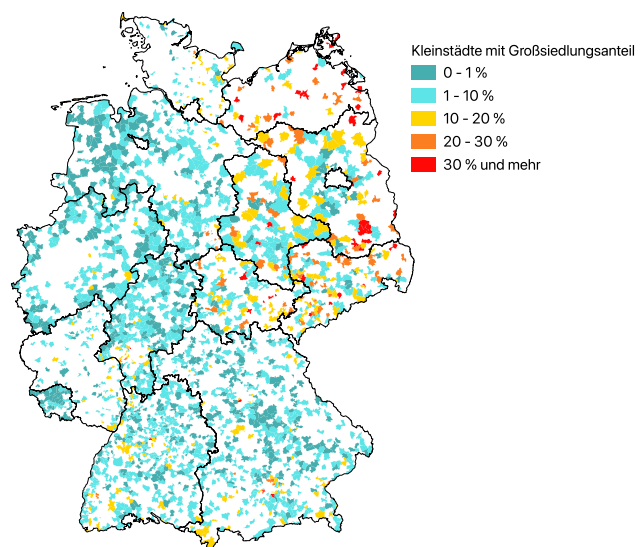 Kleinstädte mit Großsiedlungsanteil
0 - 1 %
1 - 10 %
10 - 20 %
20 - 30 %
30 % und mehr